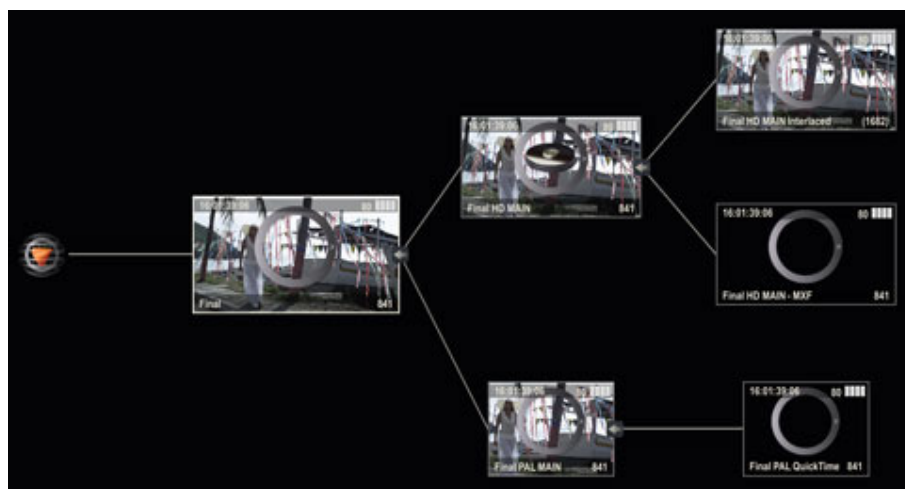 16:01:39:06 80
Final HD MAIN Interlaced (1682)
16:01:39:06 80
Final HD MAIN 841
16:01:39:06 80
Final 841
16:01:39:06 80
Final HD MAIN - MXF 841
16:01:39:06 80
Final PAL MAIN 841
16:01:39:06 80
Final PAL QuickTime 841